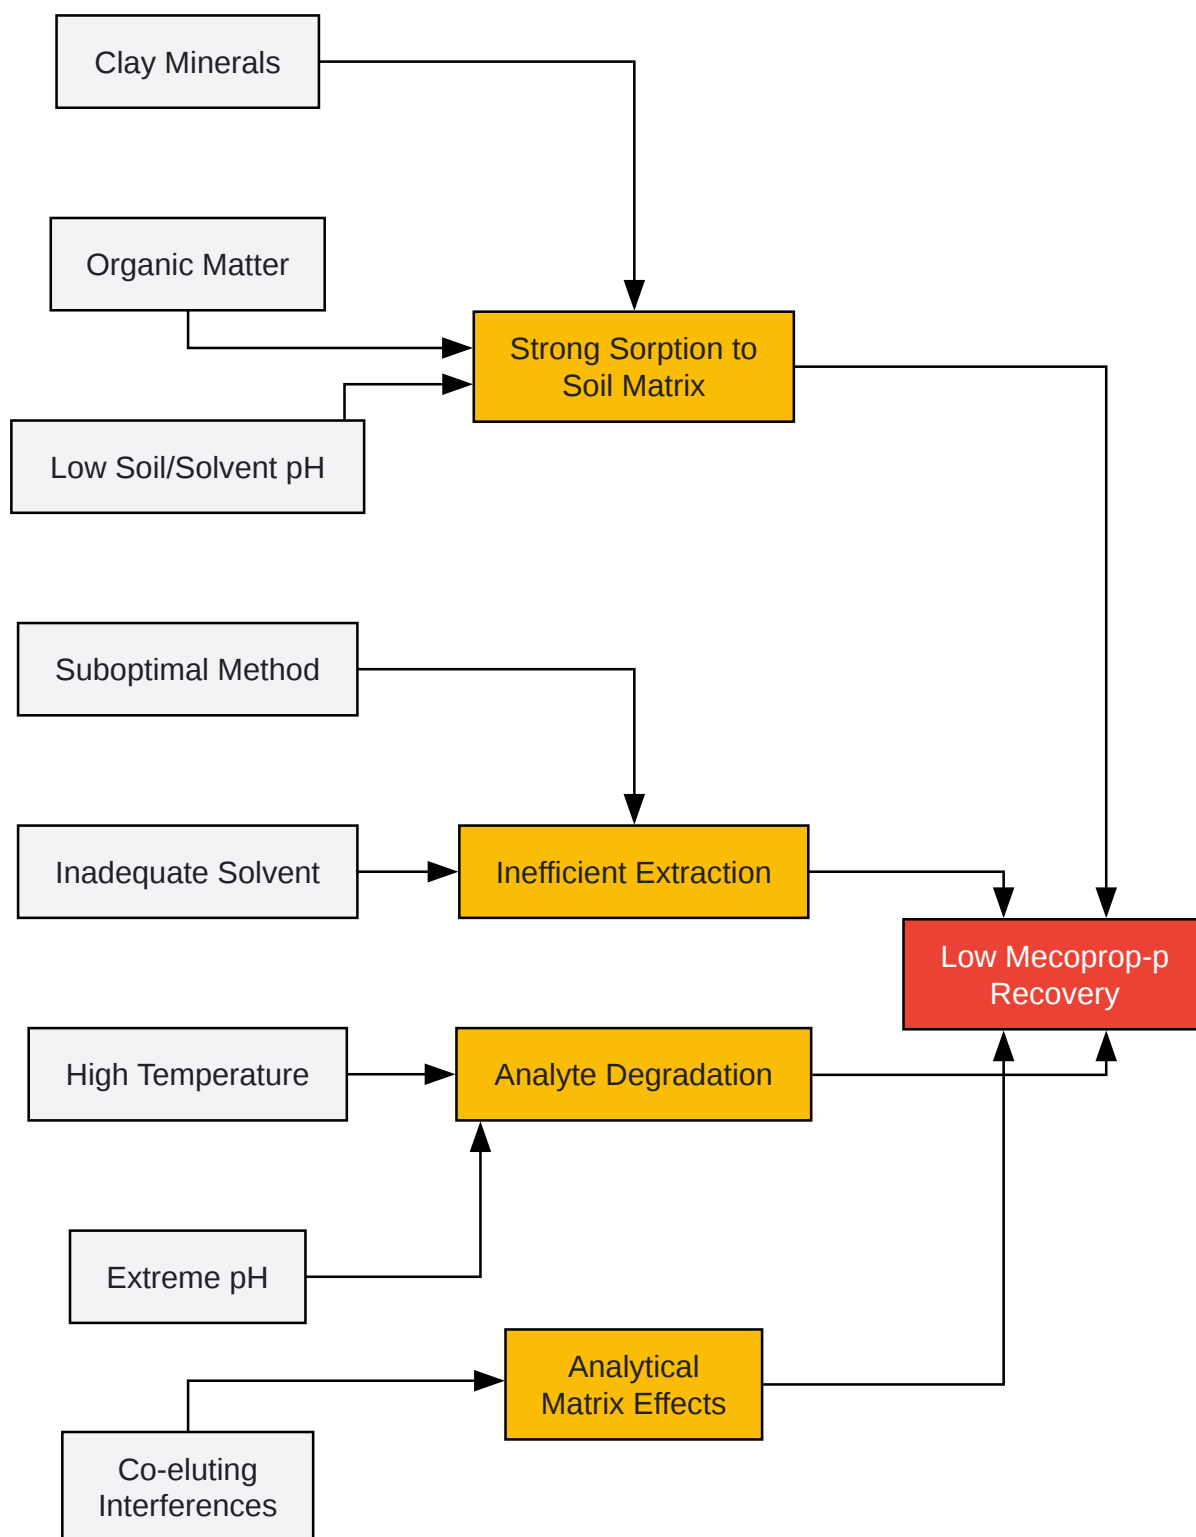 Clay Minerals
Organic Matter
Strong Sorption to
Soil Matrix
Low Soil/Solvent pH
Suboptimal Method
Inadequate Solvent
Inefficient Extraction
Low Mecoprop-p
Recovery
High Temperature
Analyte Degradation
Extreme pH
Analytical
Matrix Effects
Co-eluting
Interferences